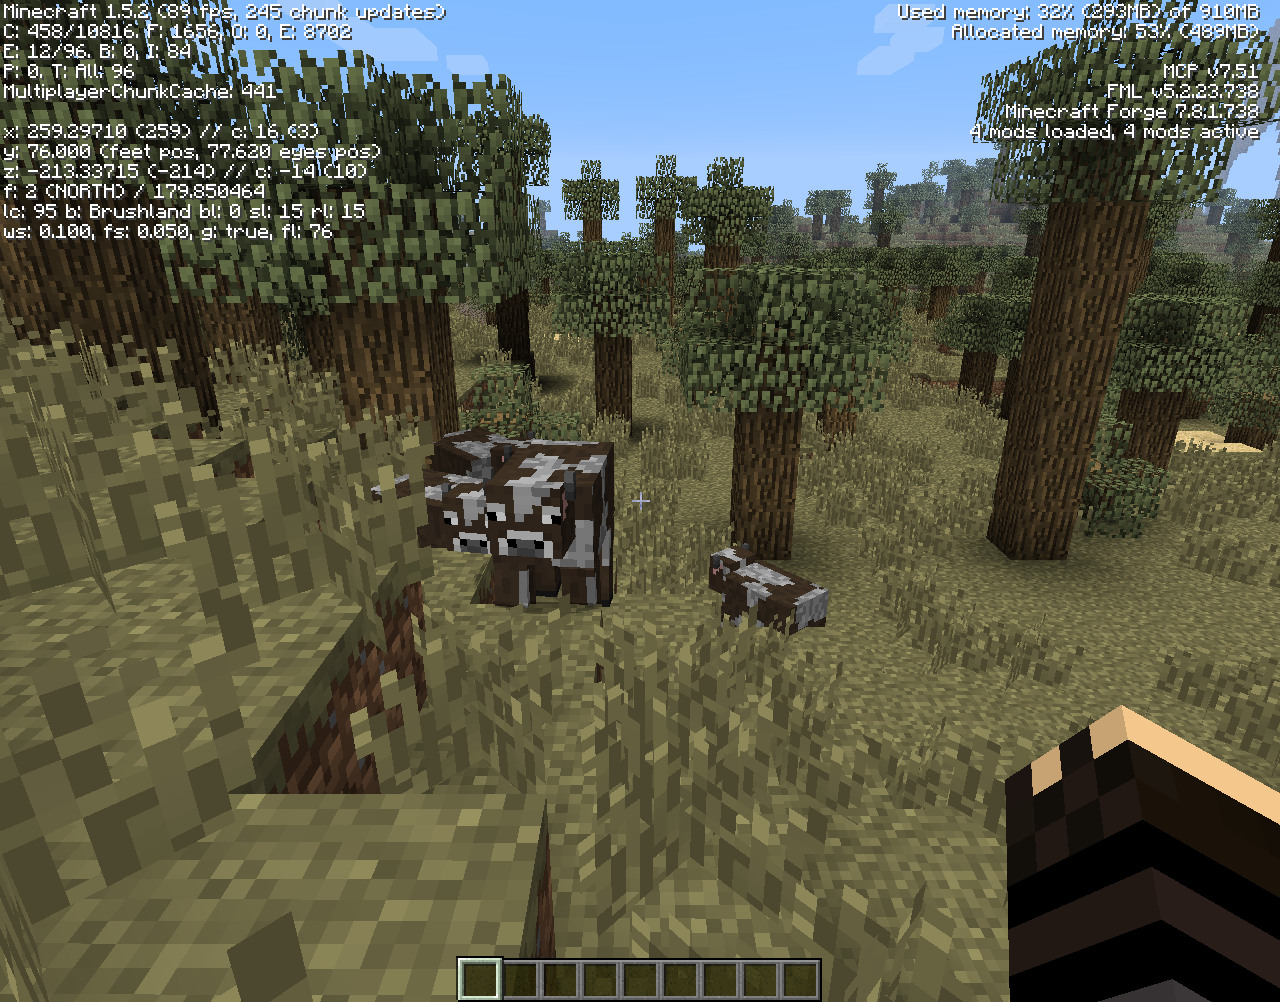 Minecraft 1.5.2 (89 fps, 245 chunk updates)
C: 458/10816. F: 1656, O: 0, E: 8702
E: 12/96. B: 0, I: 84
P: 0, T: All: 96
MultiplayerChunkCache: 441
x: 259.29710 (259) // c: 16 (3)
y: 76.000 (feet pos, 77.620 eyes pos)
z: -213.33715 (-214) // c: -14 (10)
f: 2 (NORTH) / 179.850464
lc: 95 b: Brushland bl: 0 sl: 15 rl: 15
ws: 0.100, fs: 0.050, g: true, fl: 76
Used memory: 32% (293MB) of 910MB
Allocated memory: 53% (489MB)
MCP v7.51
FML v5.2.23.738
Minecraft Forge 7.8.1.738
4 mods loaded, 4 mods active